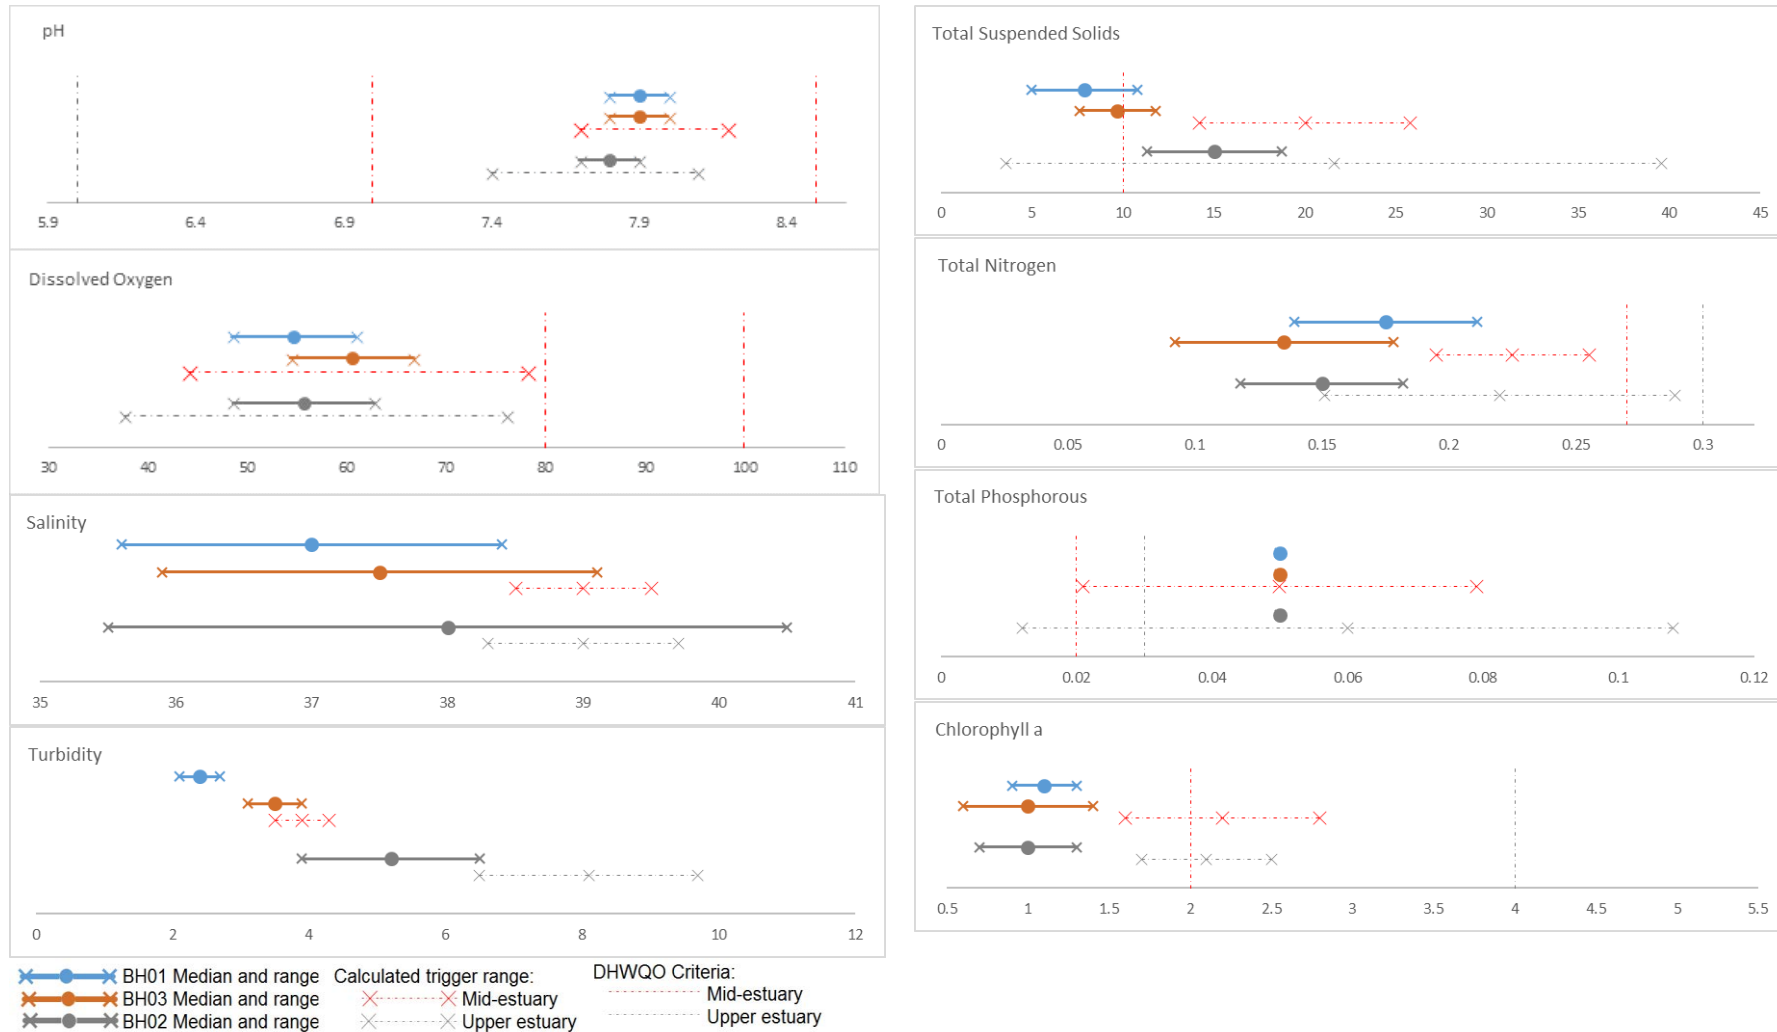 pH
5.9 6.4 6.9 7.4 7.9 8.4
Dissolved Oxygen
30 40 50 60 70 80 90 100 110
Salinity
35 36 37 38 39 40 41
Turbidity
0 2 4 6 8 10 12
Total Suspended Solids
0 5 10 15 20 25 30 35 40 45
Total Nitrogen
0 0.05 0.1 0.15 0.2 0.25 0.3
Total Phosphorous
0 0.02 0.04 0.06 0.08 0.1 0.12
Chlorophyll a
0.5 1 1.5 2 2.5 3 3.5 4 4.5 5 5.5
BH01 Median and range
BH03 Median and range
BH02 Median and range
Calculated trigger range:
Mid-estuary
Upper estuary
DHWQO Criteria:
Mid-estuary
Upper estuary